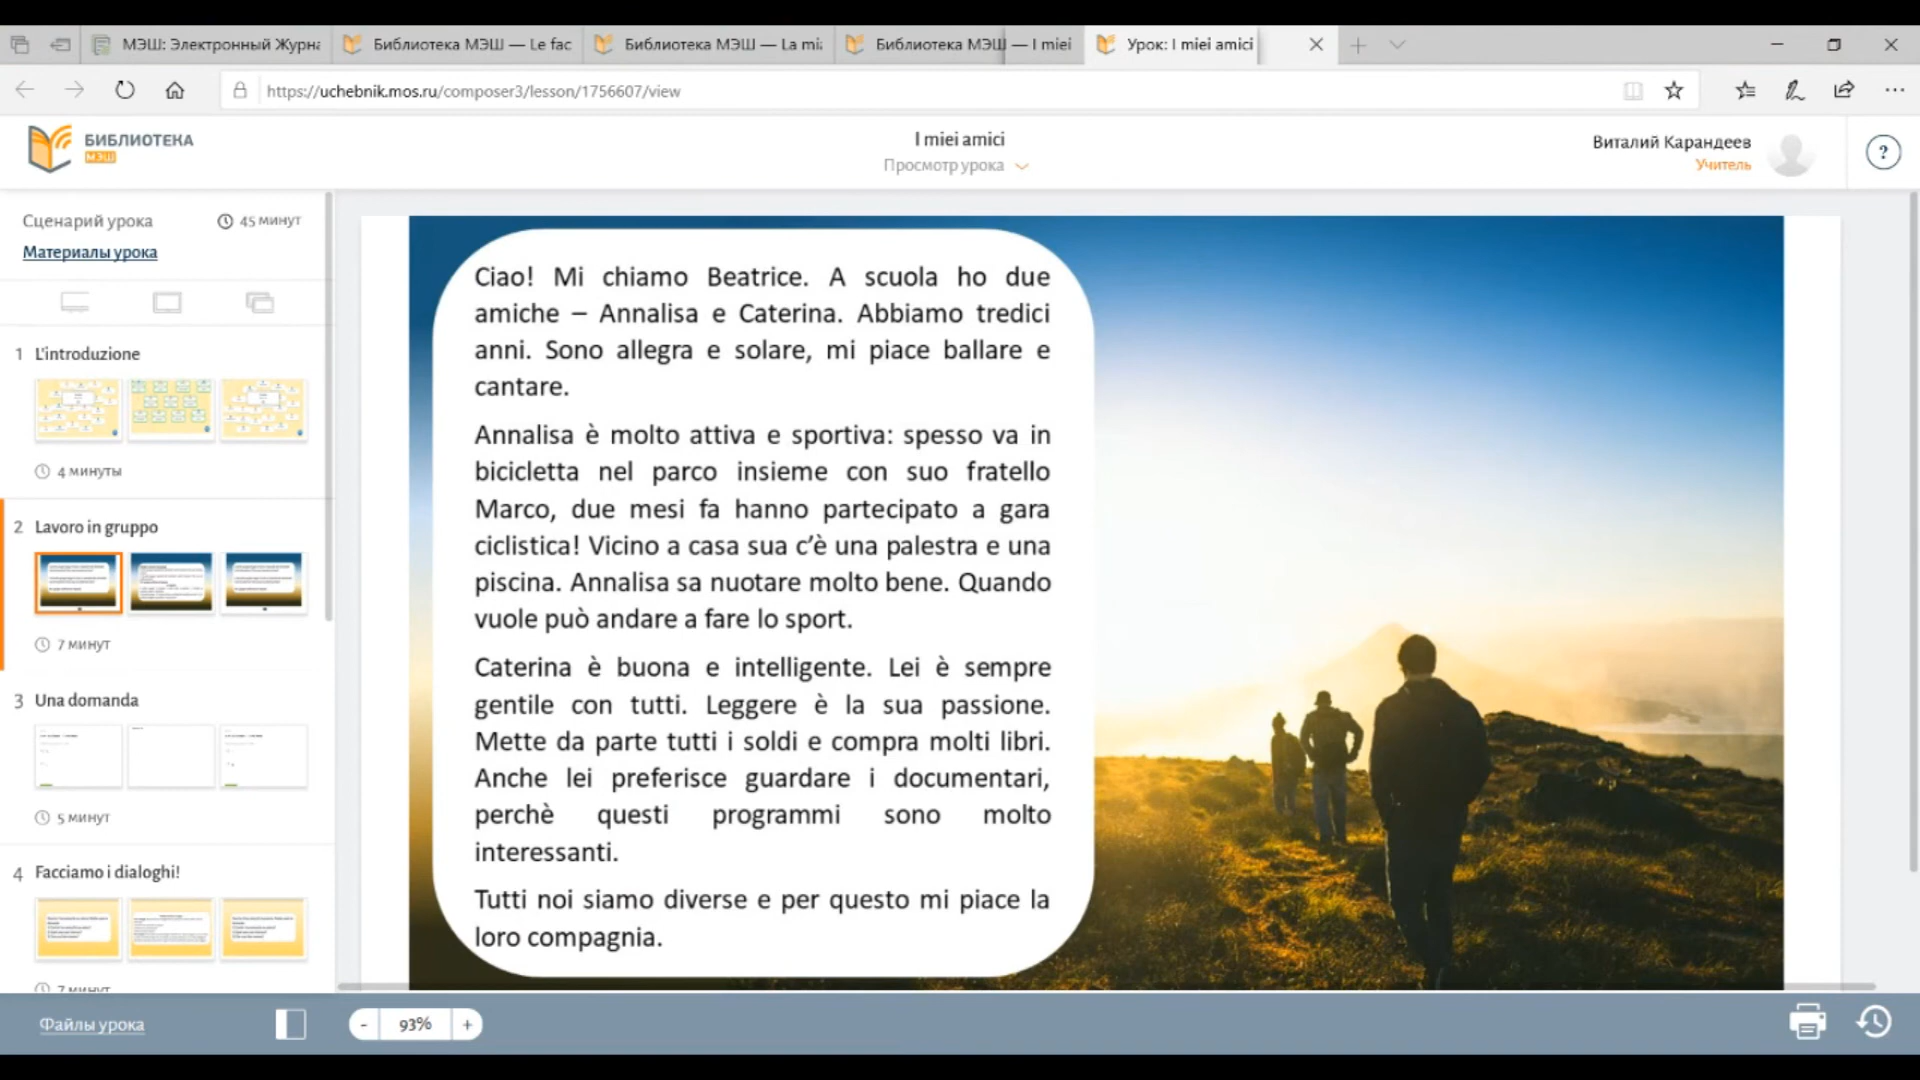 МЭШ: Электронный Журна
Библиотека МЭШ — Le fac
Библиотека МЭШ — La mi
Библиотека МЭШ — I miei
Урок: I miei amici
https://uchebnik.mos.ru/composer3/lesson/1756607/view
БИБЛИОТЕКА
МЭШ
I miei amici
Просмотр урока
Виталий Карандеев
Учитель
?
Сценарий урока
45 минут
Материалы урока
1 L'introduzione
4 минуты
2 Lavoro in gruppo
7 минут
3 Una domanda
5 минут
4 Facciamo i dialoghi!
7 минут
Ciao! Mi chiamo Beatrice. A scuola ho due
amiche – Annalisa e Caterina. Abbiamo tredici
anni. Sono allegra e solare, mi piace ballare e
cantare.
Annalisa è molto attiva e sportiva: spesso va in
bicicletta nel parco insieme con suo fratello
Marco, due mesi fa hanno partecipato a gara
ciclistica! Vicino a casa sua c’è una palestra e una
piscina. Annalisa sa nuotare molto bene. Quando
vuole può andare a fare lo sport.
Caterina è buona e intelligente. Lei è sempre
gentile con tutti. Leggere è la sua passione.
Mette da parte tutti i soldi e compra molti libri.
Anche lei preferisce guardare i documentari,
perchè questi programmi sono molto
interessanti.
Tutti noi siamo diverse e per questo mi piace la
loro compagnia.
Файлы урока
- 93% +